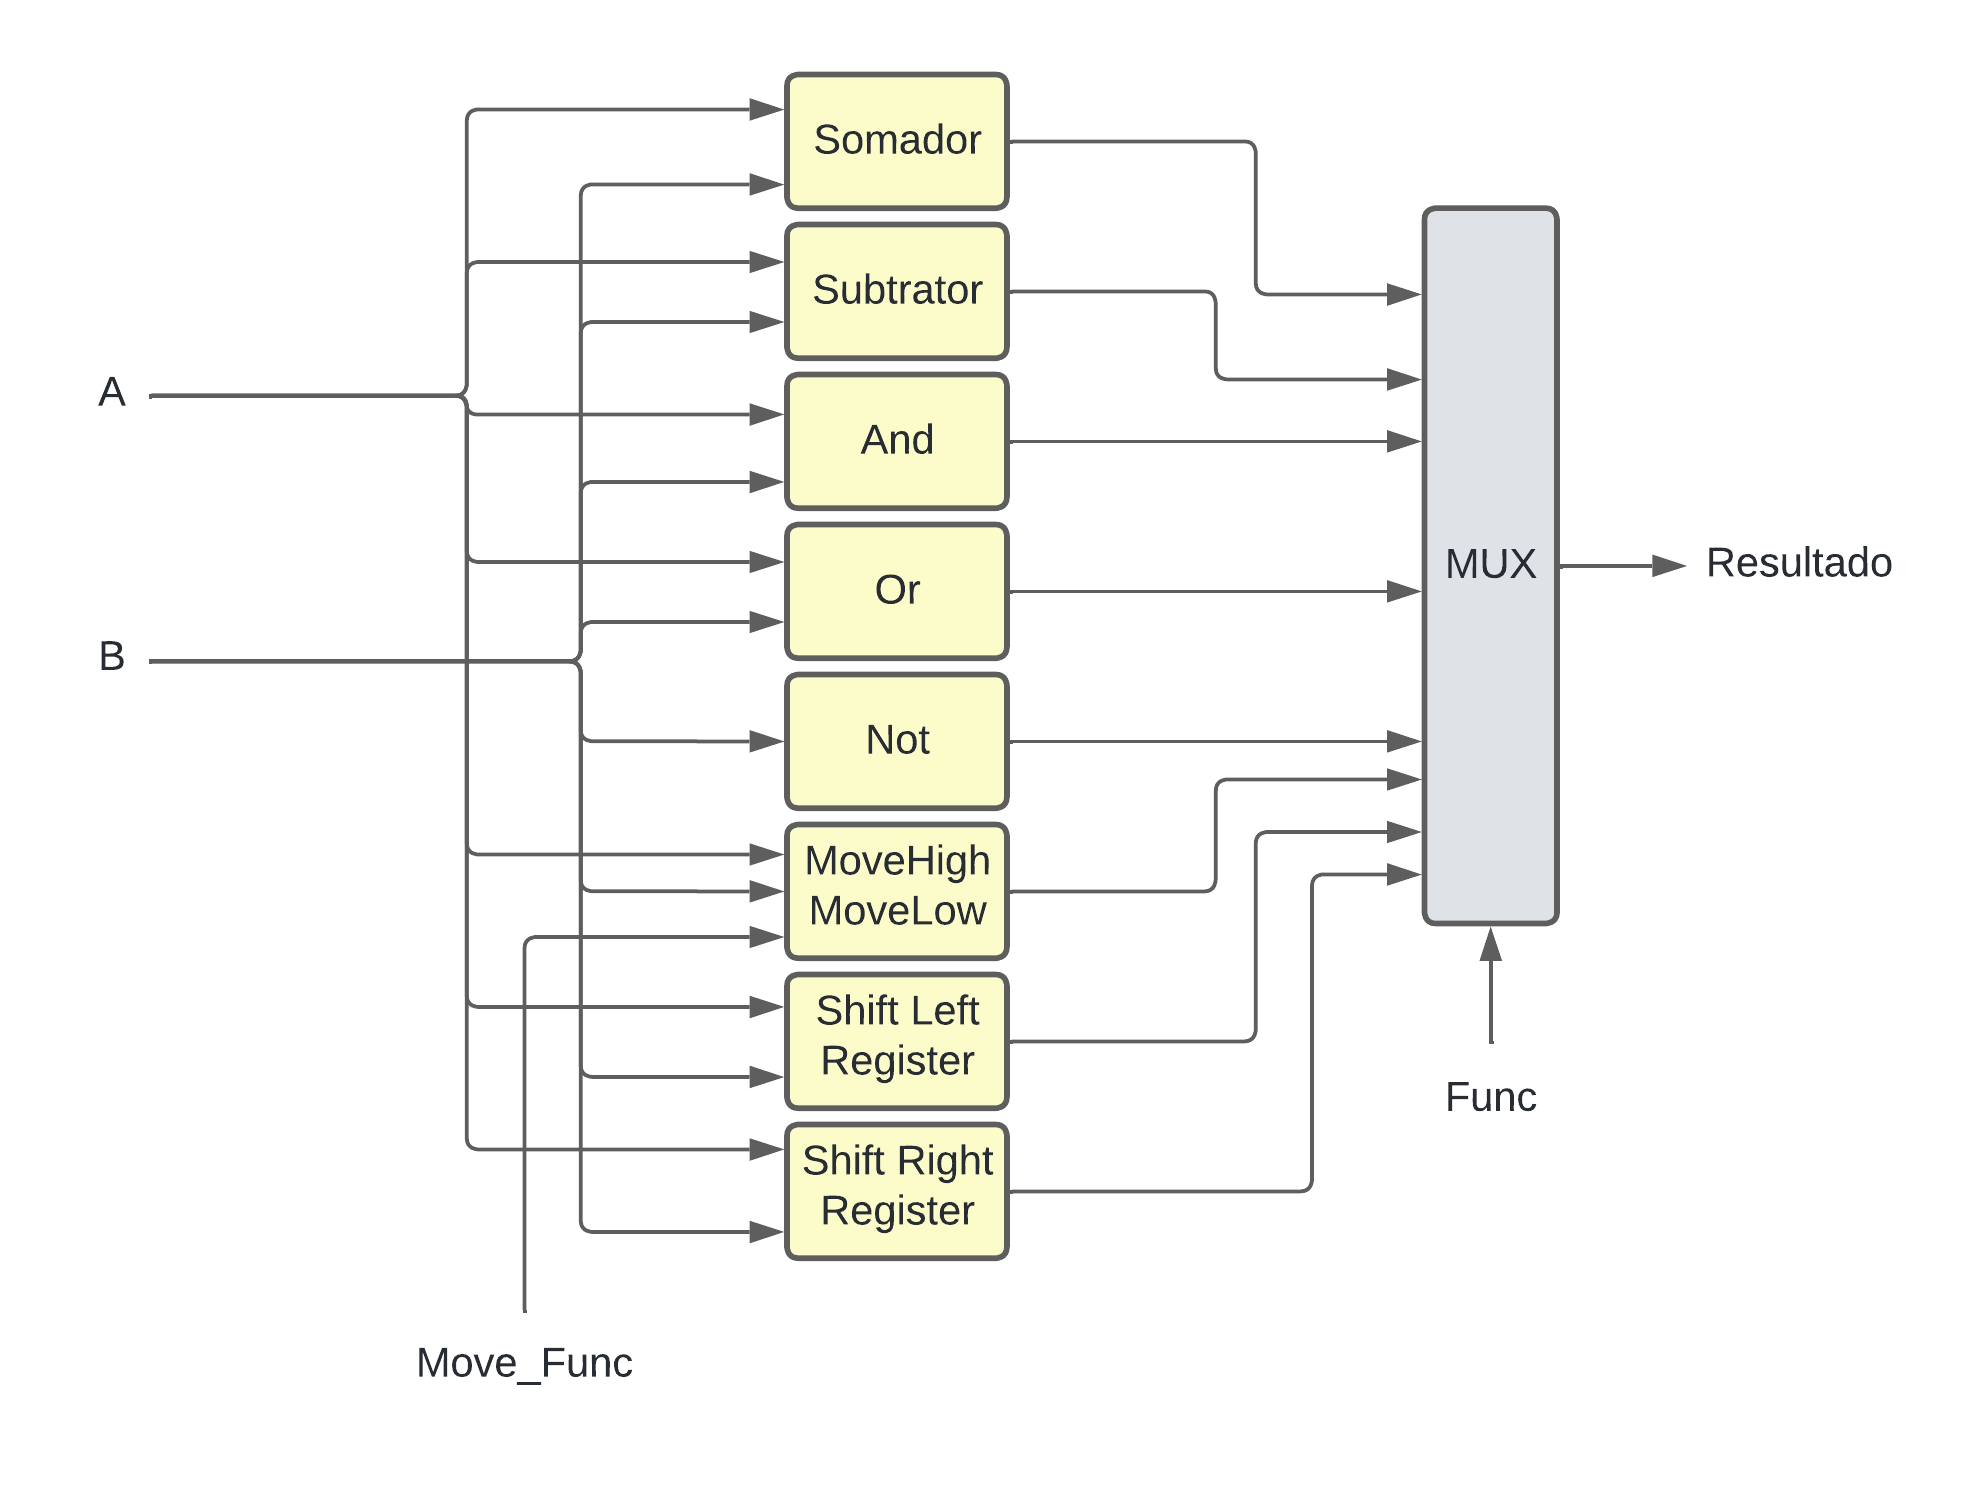 Somador
Subtrator
A
And
Or
MUX
Resultado
B
Not
MoveHigh
MoveLow
Shift Left
Register
Func
Shift Right
Register
Move_Func